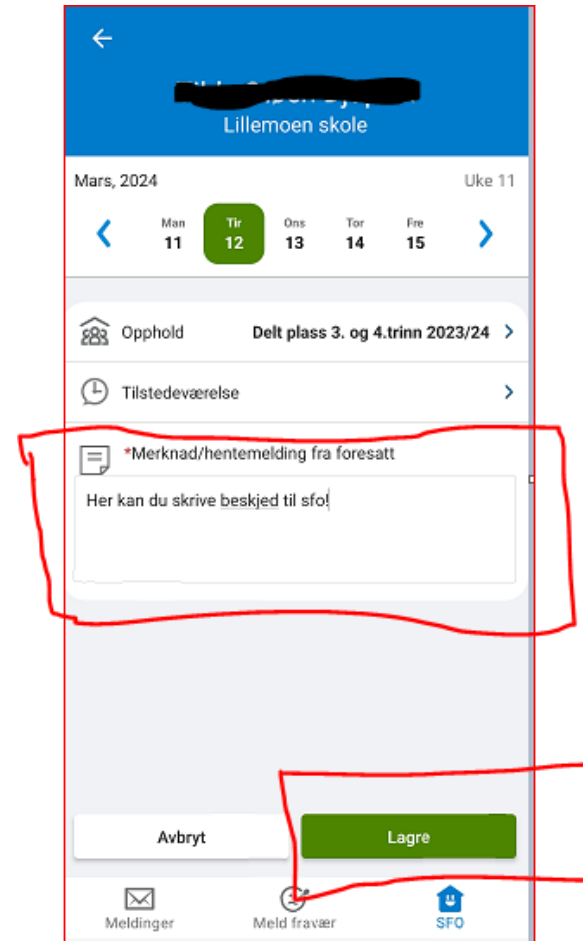 Lillemoen skole
Mars, 2024 Uke 11
Man Tir Ons Tor Fre
11 12 13 14 15
Opphold Delt plass 3. og 4.trinn 2023/24
Tilstedeværelse
*Merknad/hentemelding fra foresatt
Her kan du skrive beskjed til sfo!
Avbryt Lagre
Meldinger Meld fravær SFO